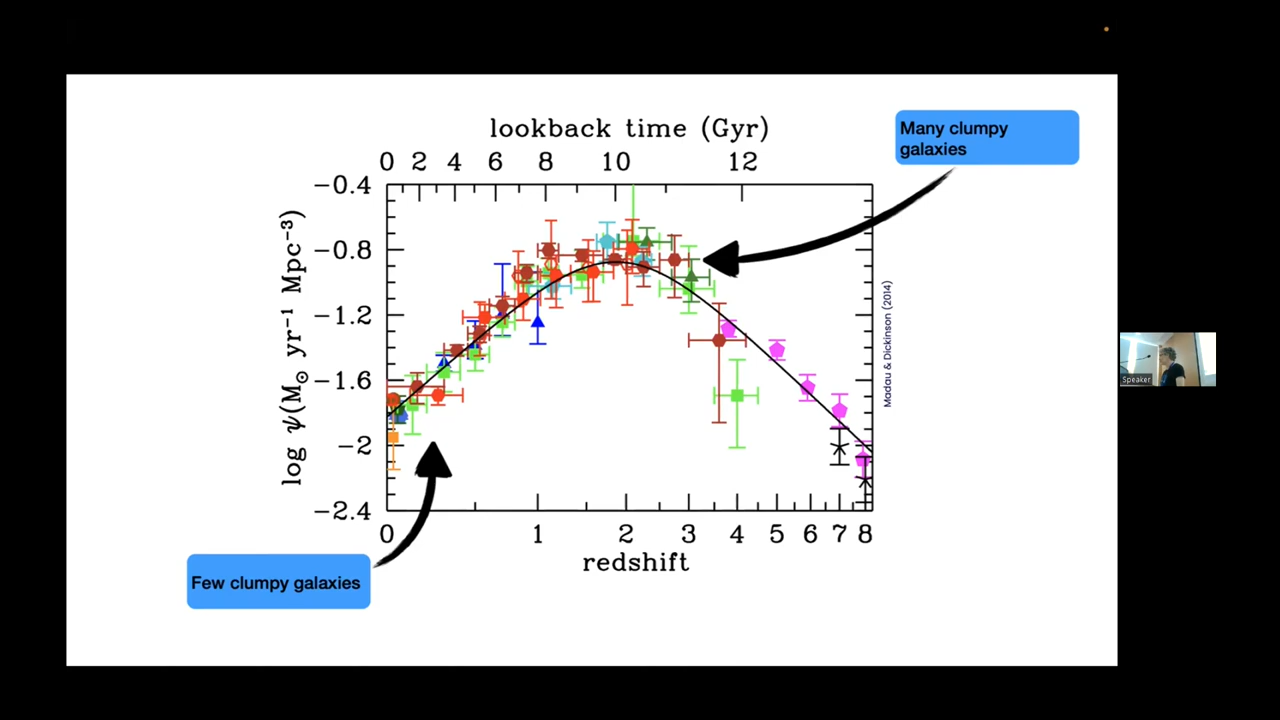 lookback time (Gyr)
0 2 4 6 8 10 12
Many clumpy
galaxies
−0.4
−0.8
−1.2
−1.6
−2
−2.4
log ψ(M☉ yr⁻¹ Mpc⁻³)
Madau & Dickinson (2014)
0 1 2 3 4 5 6 7 8
redshift
Few clumpy galaxies
Speaker